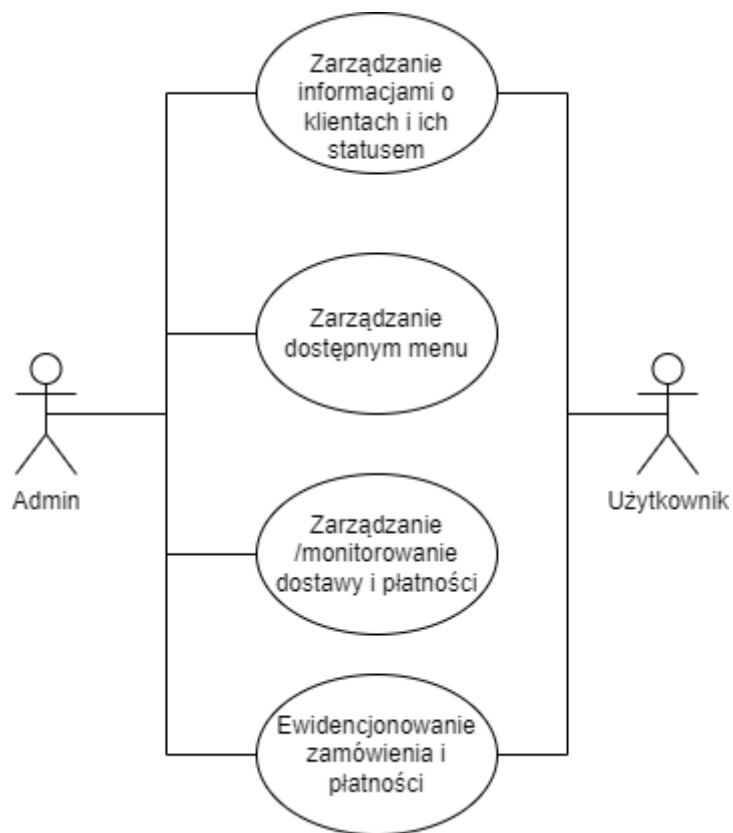 Zarządzanie
informacjami o
klientach i ich
statusem
Zarządzanie
dostępnym menu
Admin
Użytkownik
Zarządzanie
/monitorowanie
dostawy i płatności
Ewidencjonowanie
zamówienia i
płatności